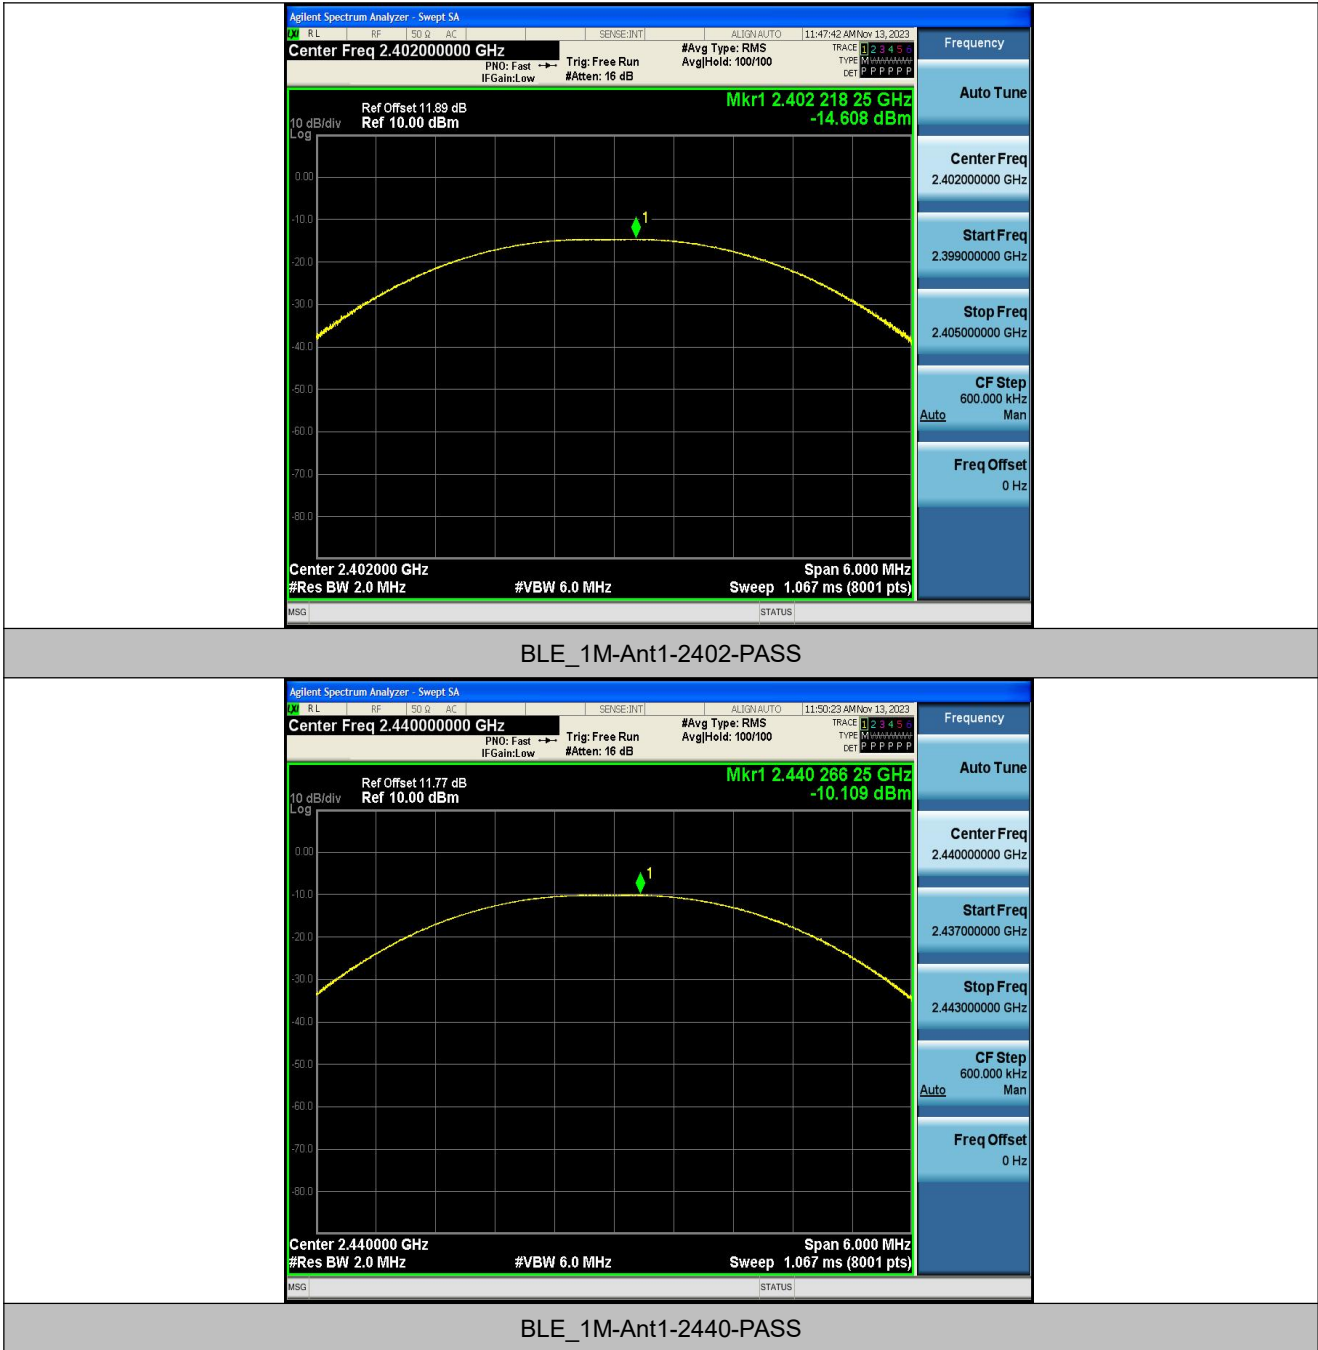 Agilent Spectrum Analyzer - Swept SA
LXI RL RF 50 Ω AC SENSE:INT ALIGN AUTO 11:47:42 AM Nov 13, 2023
Center Freq 2.402000000 GHz
#Avg Type: RMS
TRACE 1 2 3 4 5 6
PNO: Fast Trig: Free Run
Avg|Hold: 100/100
TYPE M WWWWW
IFGain:Low #Atten: 16 dB
DET P P P P P P
Frequency
Auto Tune
Mkr1 2.402 218 25 GHz
-14.608 dBm
Ref Offset 11.89 dB
10 dB/div Ref 10.00 dBm
Log
0.00
-10.0
-20.0
-30.0
-40.0
-50.0
-60.0
-70.0
-80.0
1
Center Freq
2.402000000 GHz
Start Freq
2.399000000 GHz
Stop Freq
2.405000000 GHz
CF Step
600.000 kHz
Auto Man
Freq Offset
0 Hz
Center 2.402000 GHz Span 6.000 MHz
#Res BW 2.0 MHz #VBW 6.0 MHz Sweep 1.067 ms (8001 pts)
MSG STATUS
BLE_1M-Ant1-2402-PASS
Agilent Spectrum Analyzer - Swept SA
LXI RL RF 50 Ω AC SENSE:INT ALIGN AUTO 11:50:23 AM Nov 13, 2023
Center Freq 2.440000000 GHz
#Avg Type: RMS
TRACE 1 2 3 4 5 6
PNO: Fast Trig: Free Run
Avg|Hold: 100/100
TYPE M WWWWW
IFGain:Low #Atten: 16 dB
DET P P P P P P
Frequency
Auto Tune
Mkr1 2.440 266 25 GHz
-10.109 dBm
Ref Offset 11.77 dB
10 dB/div Ref 10.00 dBm
Log
0.00
-10.0
-20.0
-30.0
-40.0
-50.0
-60.0
-70.0
-80.0
1
Center Freq
2.440000000 GHz
Start Freq
2.437000000 GHz
Stop Freq
2.443000000 GHz
CF Step
600.000 kHz
Auto Man
Freq Offset
0 Hz
Center 2.440000 GHz Span 6.000 MHz
#Res BW 2.0 MHz #VBW 6.0 MHz Sweep 1.067 ms (8001 pts)
MSG STATUS
BLE_1M-Ant1-2440-PASS